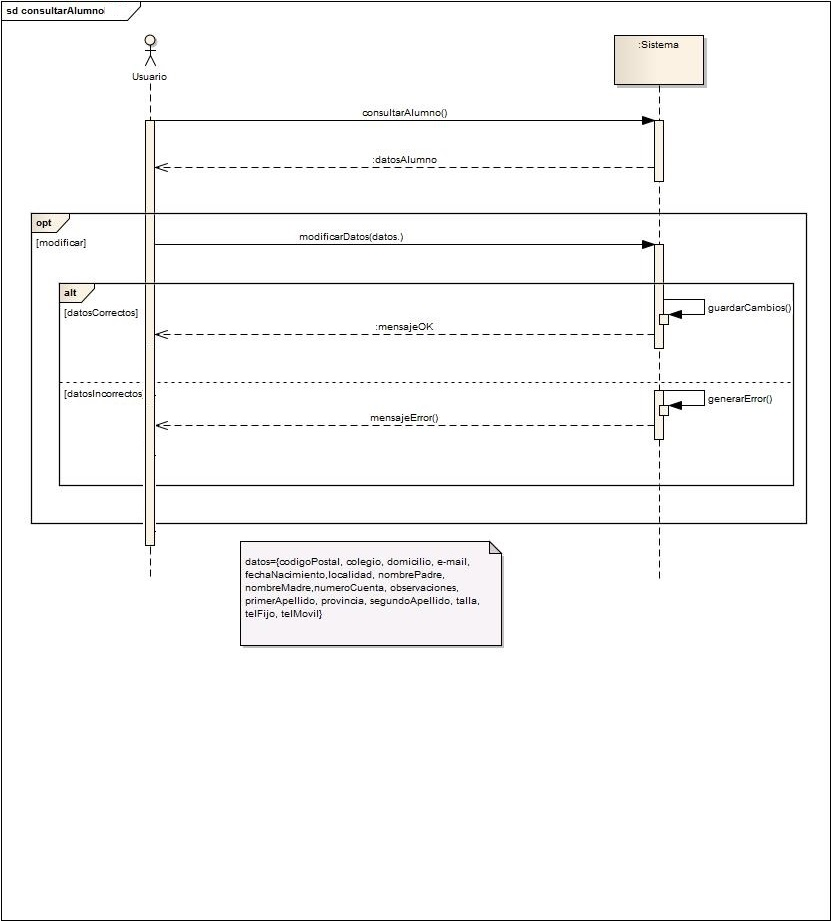 sd consultarAlumno
Usuario
:Sistema
consultarAlumno()
:datosAlumno
opt
[modificar]
modificarDatos(datos.)
alt
[datosCorrectos]
guardarCambios()
:mensajeOK
[datosIncorrectos
generarError()
mensajeError()
datos={codigoPostal, colegio, domicilio, e-mail,
fechaNacimiento,localidad, nombrePadre,
nombreMadre,numeroCuenta, observaciones,
primerApellido, provincia, segundoApellido, talla,
telFijo, telMovil}